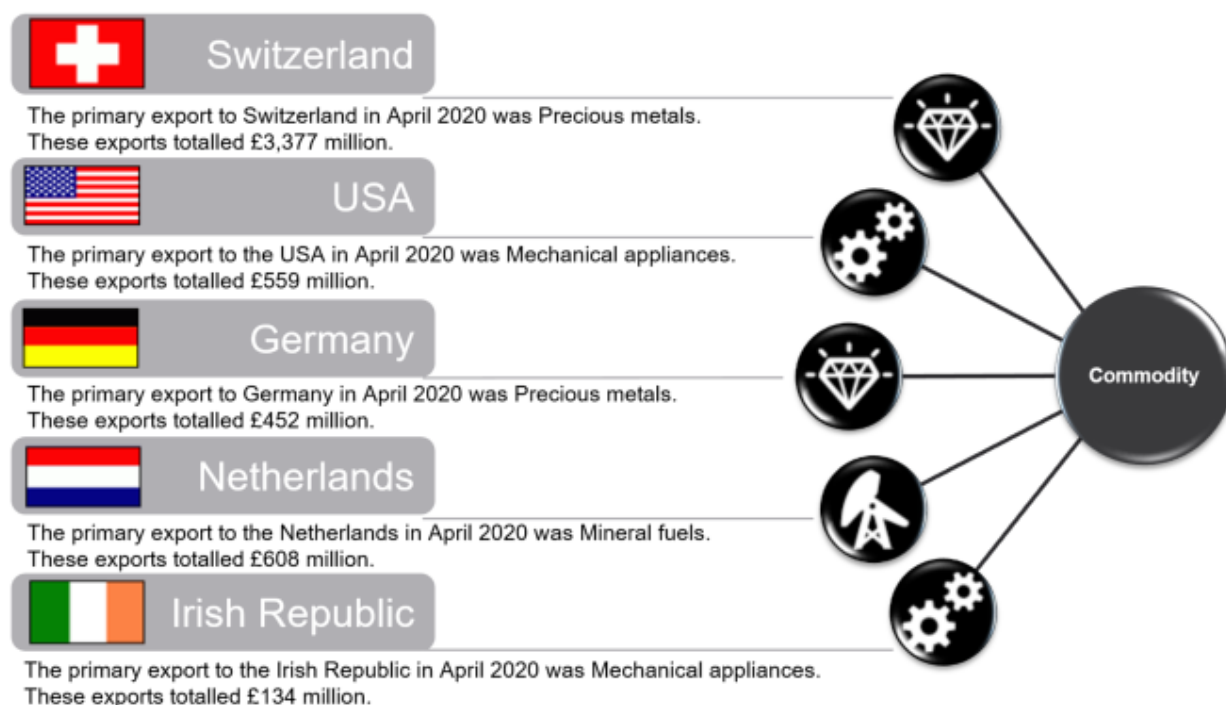 Switzerland
The primary export to Switzerland in April 2020 was Precious metals.
These exports totalled £3,377 million.
USA
The primary export to the USA in April 2020 was Mechanical appliances.
These exports totalled £559 million.
Germany
The primary export to Germany in April 2020 was Precious metals.
These exports totalled £452 million.
Netherlands
The primary export to the Netherlands in April 2020 was Mineral fuels.
These exports totalled £608 million.
Irish Republic
The primary export to the Irish Republic in April 2020 was Mechanical appliances.
These exports totalled £134 million.
Commodity